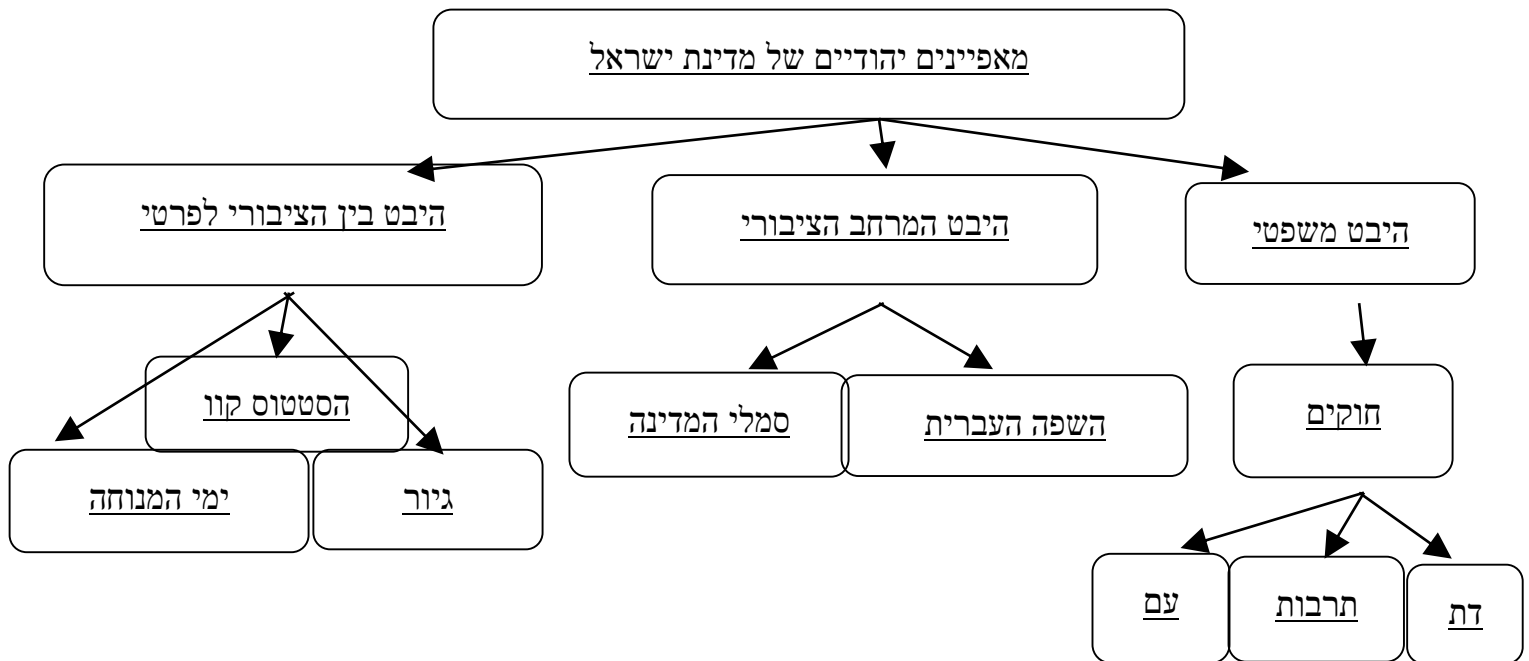 מאפיינים יהודיים של מדינת ישראל
היבט משפטי
היבט המרחב הציבורי
היבט בין הציבורי לפרטי
חוקים
השפה העברית
סמלי המדינה
הסטטוס קוו
גיור
ימי המנוחה
דת
תרבות
עם